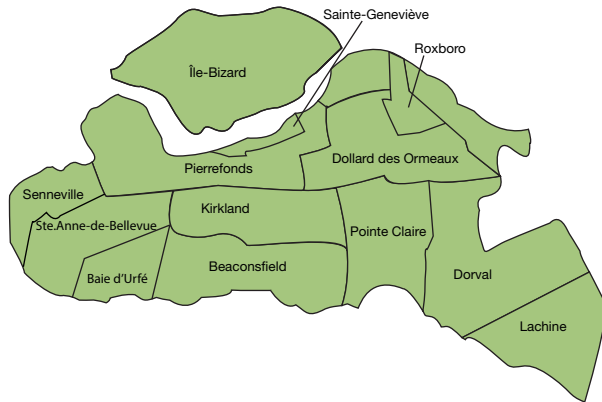 Sainte-Geneviève
Roxboro
Île-Bizard
Dollard des Ormeaux
Pierrefonds
Senneville
Kirkland
Ste.Anne-de-Bellevue
Pointe Claire
Beaconsfield
Baie d'Urfé
Dorval
Lachine